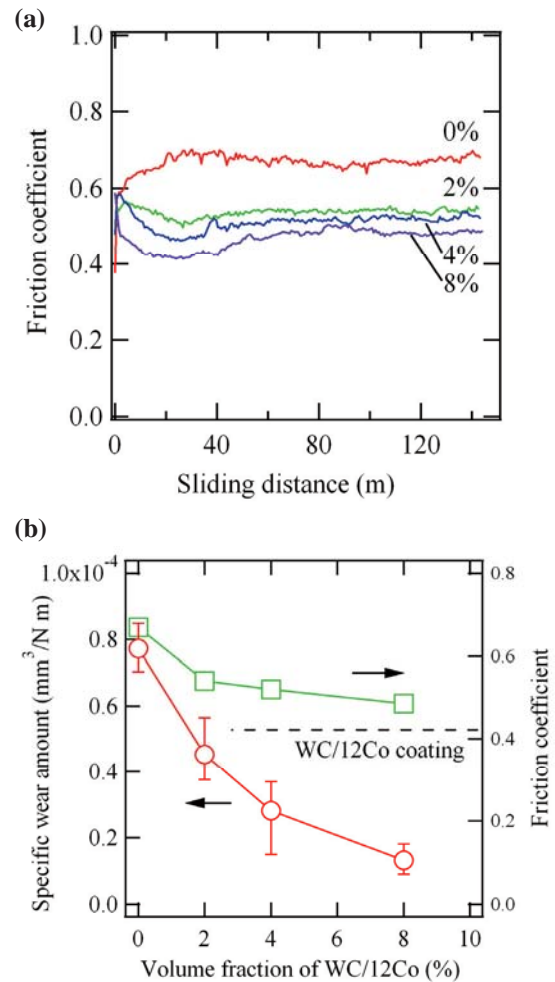 (a)
1.0
0.8
0.6
0.4
0.2
0.0
Friction coefficient
0%
2%
4%
8%
0 40 80 120
Sliding distance (m)
(b)
1.0x10⁻⁴
0.8
0.6
0.4
0.2
0.0
Specific wear amount (mm³/N m)
WC/12Co coating
0.8
0.6
0.4
0.2
0.0
Friction coefficient
0 2 4 6 8 10
Volume fraction of WC/12Co (%)